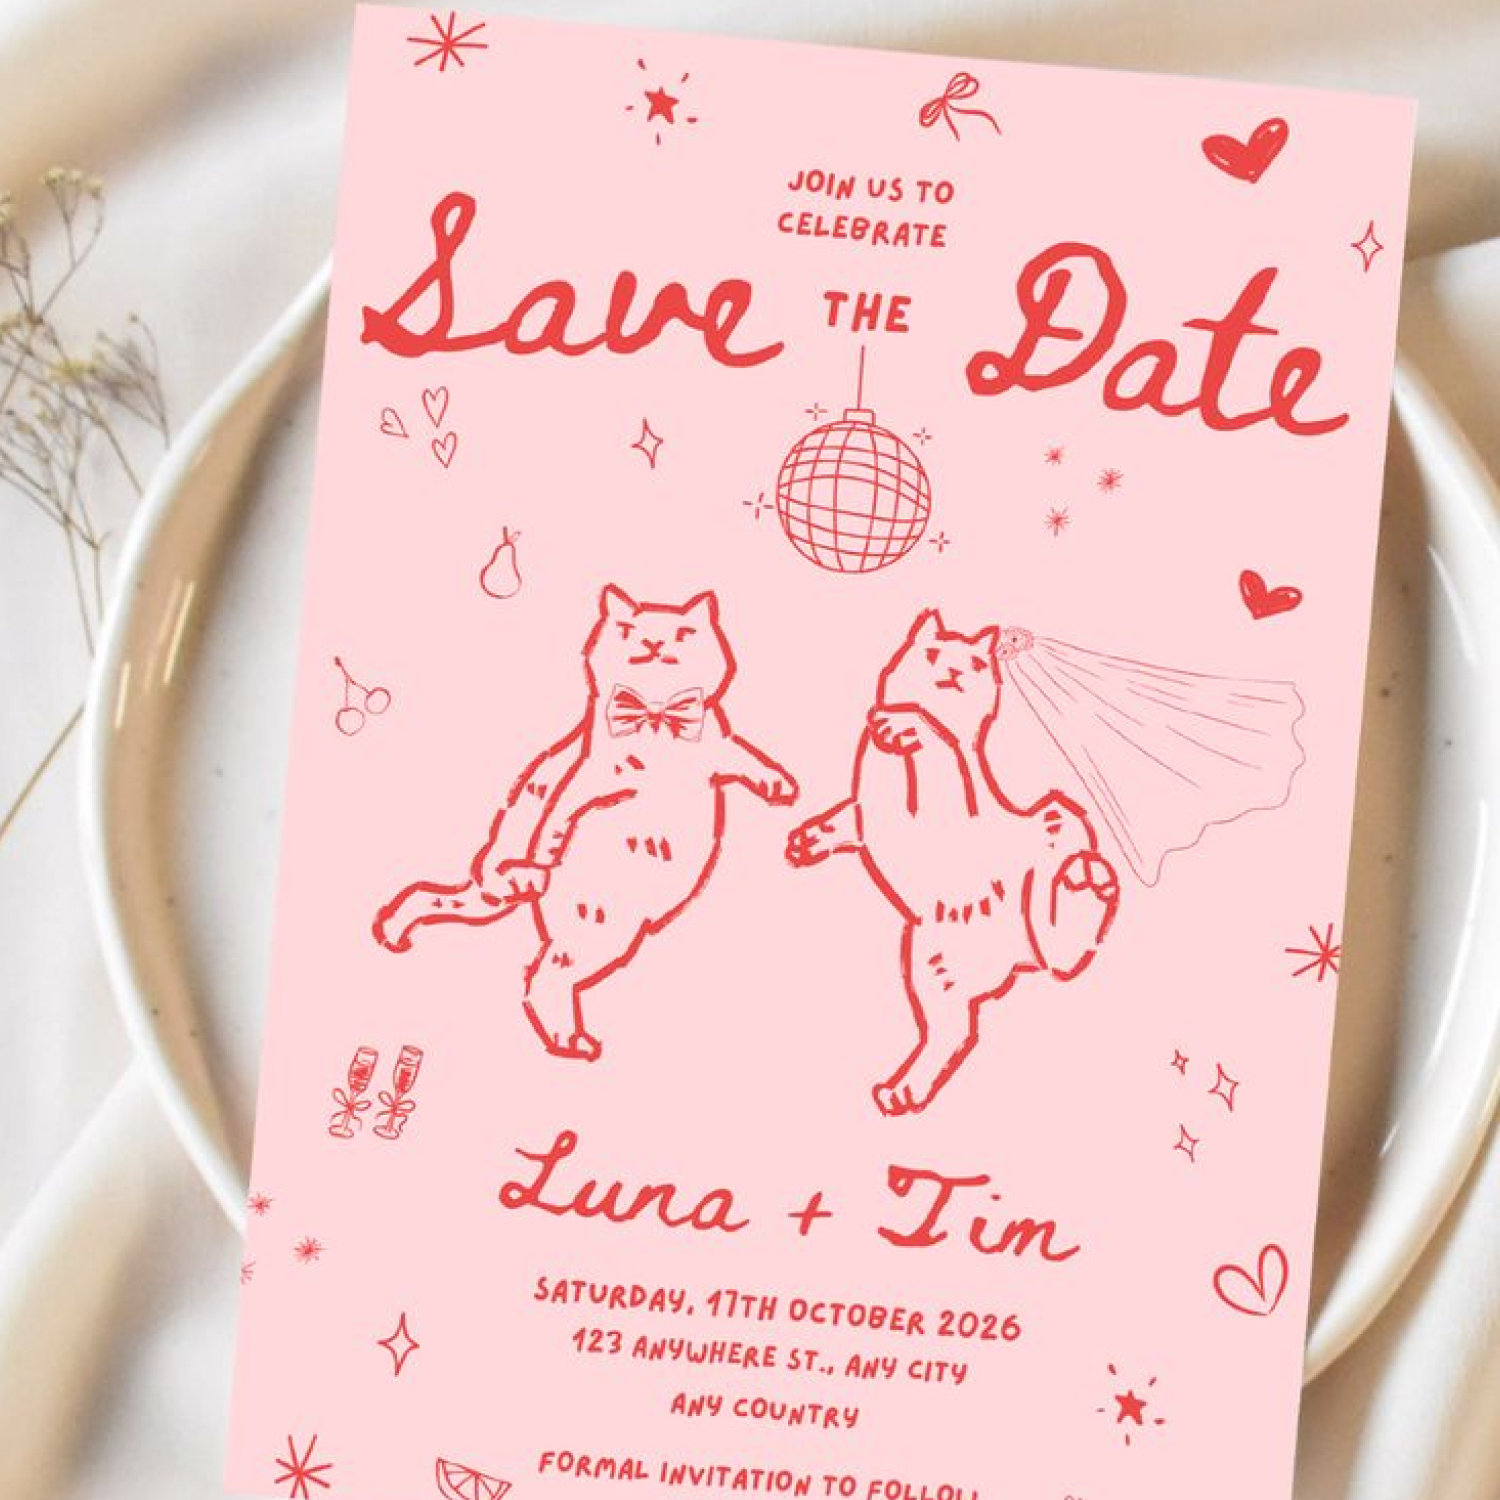 JOIN US TO
CELEBRATE
Save THE Date
Luna + Tim
SATURDAY, 17TH OCTOBER 2026
123 ANYWHERE ST., ANY CITY
ANY COUNTRY
FORMAL INVITATION TO FOLLOW